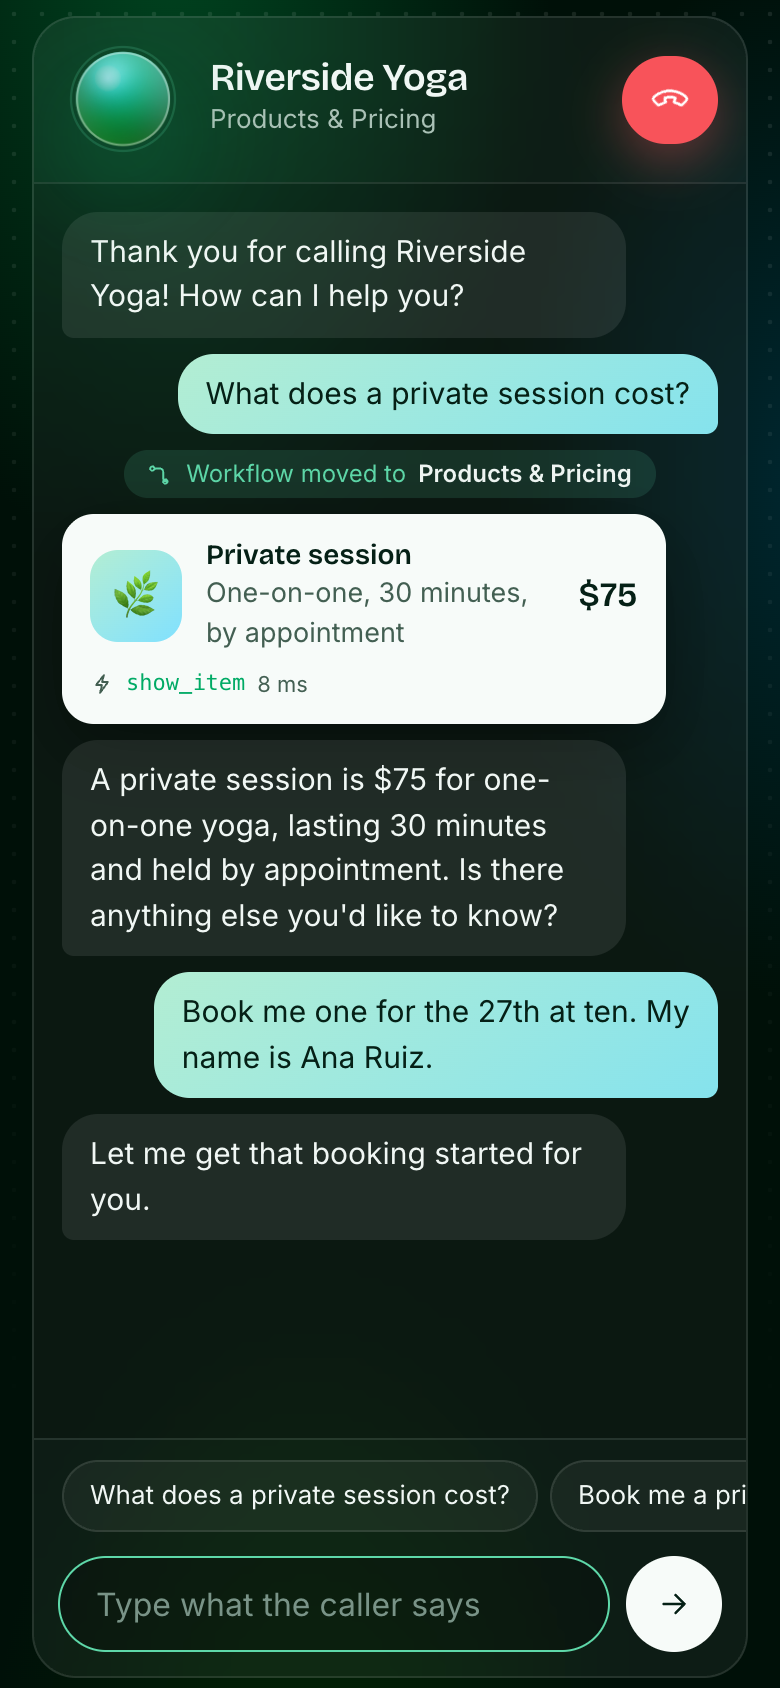 Riverside Yoga
Products & Pricing
Thank you for calling Riverside
Yoga! How can I help you?
What does a private session cost?
Workflow moved to Products & Pricing
Private session
One-on-one, 30 minutes,
by appointment
$75
show_item 8 ms
A private session is $75 for one-
on-one yoga, lasting 30 minutes
and held by appointment. Is there
anything else you'd like to know?
Book me one for the 27th at ten. My
name is Ana Ruiz.
Let me get that booking started for
you.
What does a private session cost?
Book me a pri
Type what the caller says